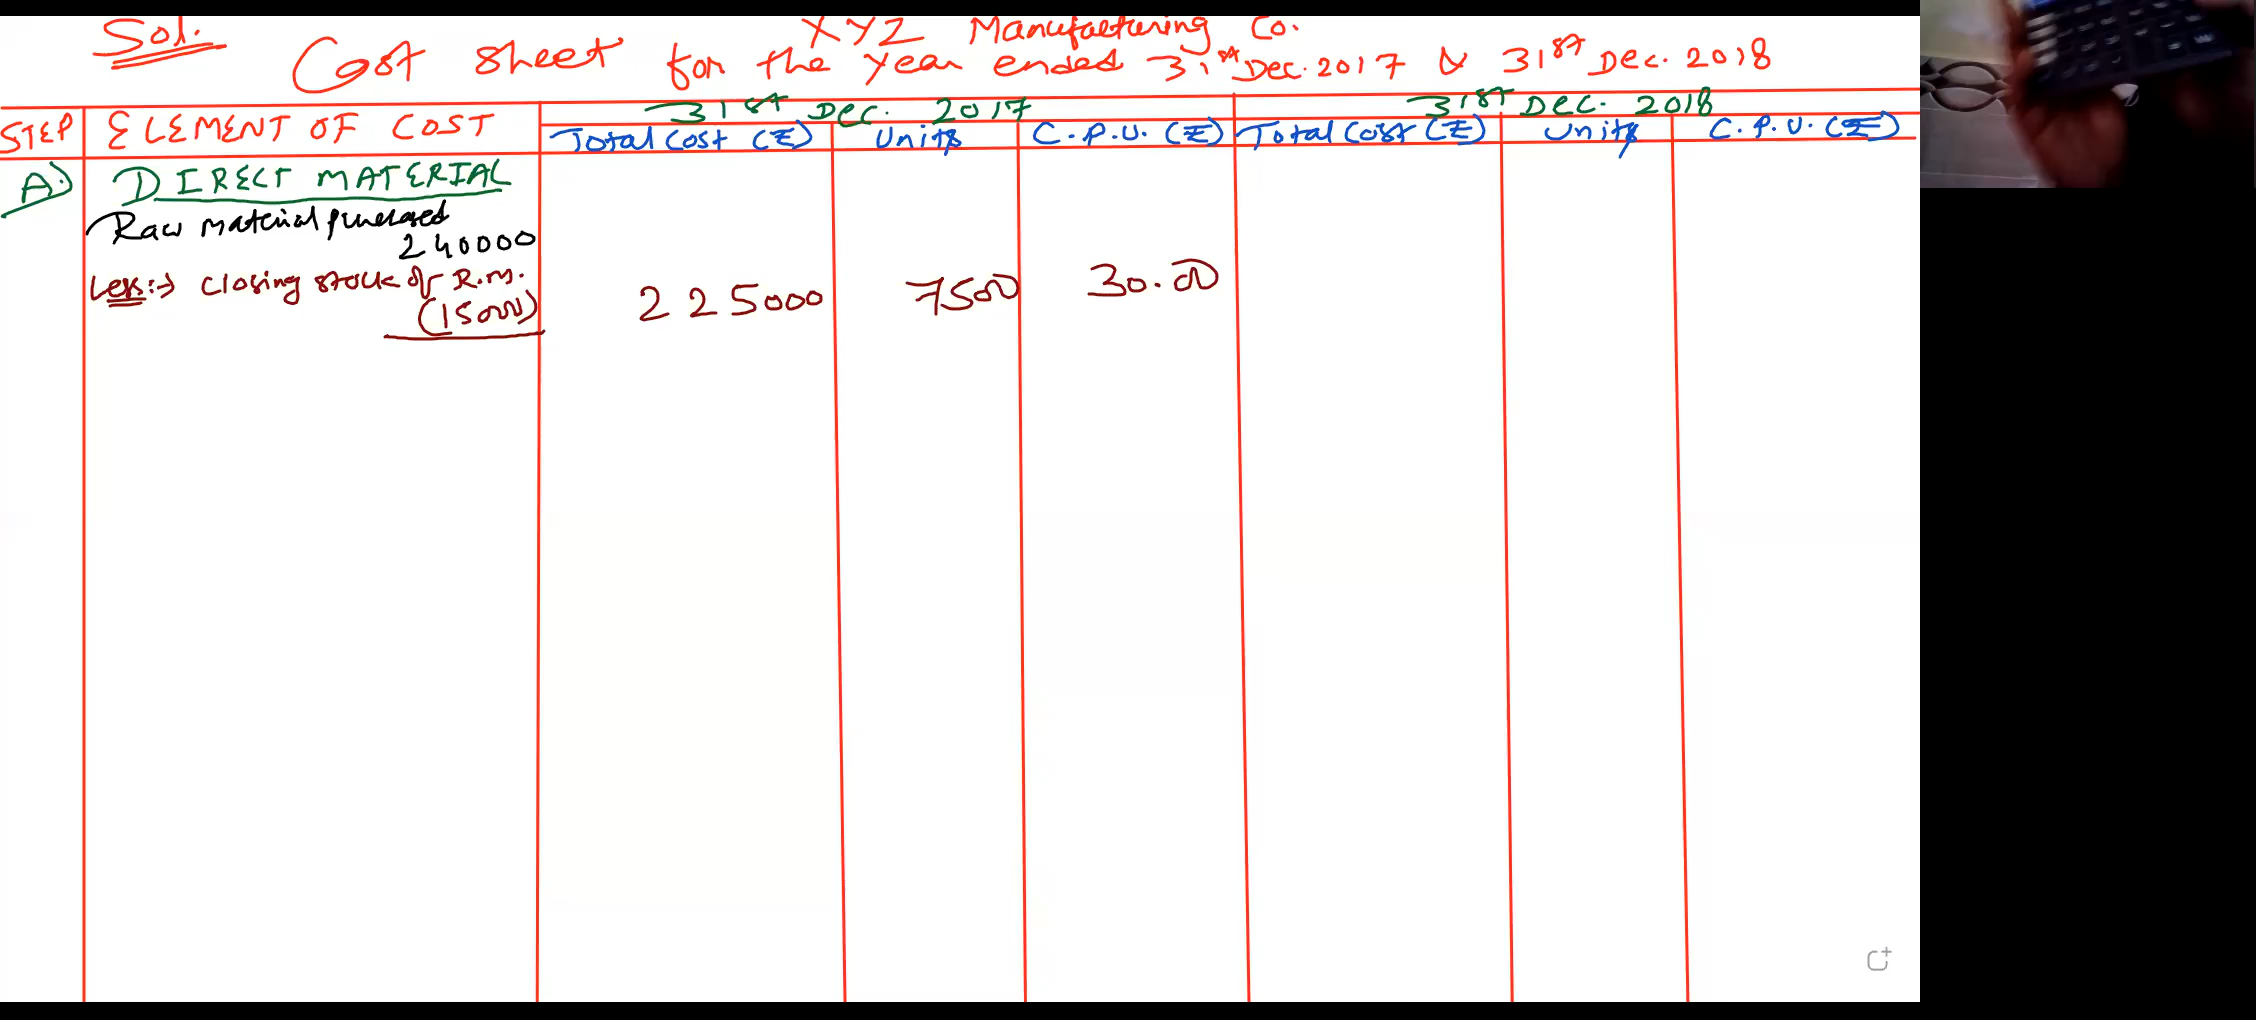 Sol.
XYZ Manufacturing Co.
Cost sheet for the year ended 31st Dec. 2017 & 31st Dec. 2018
STEP ELEMENT OF COST 31st Dec. 2017 31st Dec. 2018
Total Cost (₹) Units C.P.U. (₹) Total Cost (₹) Units C.P.U. (₹)
A) DIRECT MATERIAL
Raw material purchased
240000
Less:→ Closing stock of R.M.
(15000) 225000 7500 30.00